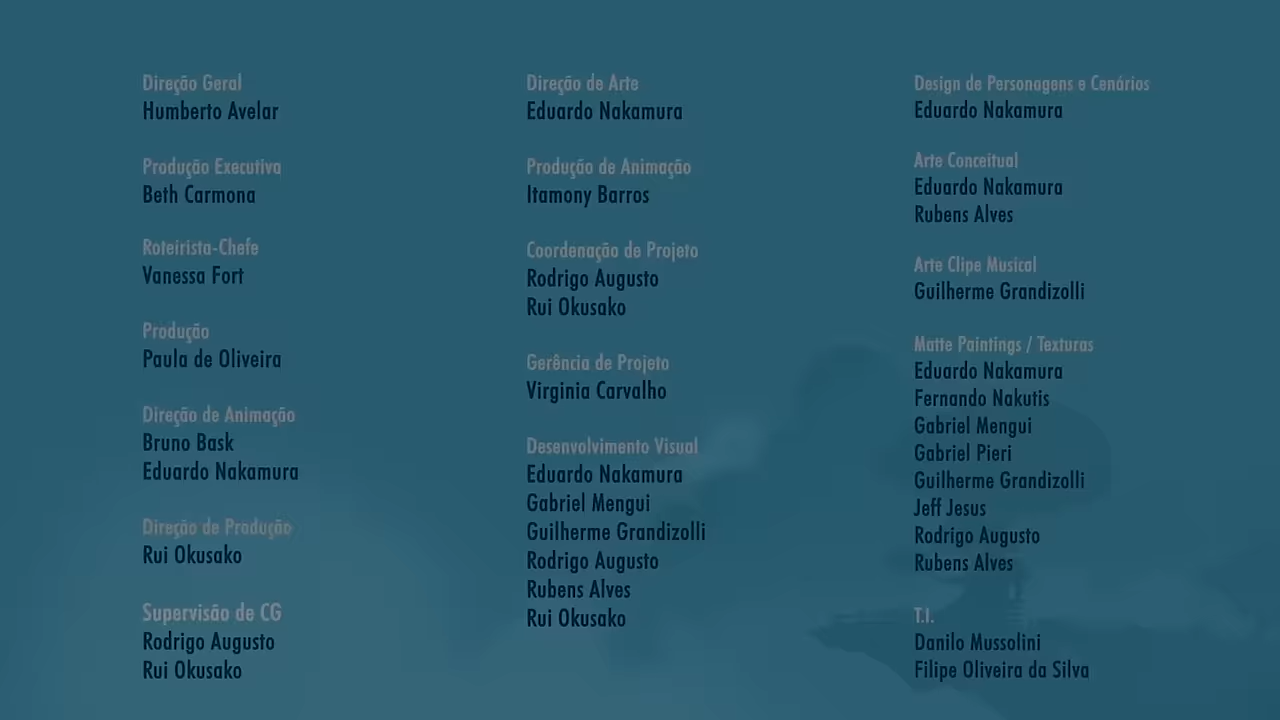 Direção Geral
Humberto Avelar
Produção Executiva
Beth Carmona
Roteirista-Chefe
Vanessa Fort
Produção
Paula de Oliveira
Direção de Animação
Bruno Bask
Eduardo Nakamura
Direção de Produção
Rui Okusako
Supervisão de CG
Rodrigo Augusto
Rui Okusako
Direção de Arte
Eduardo Nakamura
Produção de Animação
Itamony Barros
Coordenação de Projeto
Rodrigo Augusto
Rui Okusako
Gerência de Projeto
Virginia Carvalho
Desenvolvimento Visual
Eduardo Nakamura
Gabriel Mengui
Guilherme Grandizolli
Rodrigo Augusto
Rubens Alves
Rui Okusako
Design de Personagens e Cenários
Eduardo Nakamura
Arte Conceitual
Eduardo Nakamura
Rubens Alves
Arte Clipe Musical
Guilherme Grandizolli
Matte Paintings / Texturas
Eduardo Nakamura
Fernando Nakutis
Gabriel Mengui
Gabriel Pieri
Guilherme Grandizolli
Jeff Jesus
Rodrigo Augusto
Rubens Alves
T.I.
Danilo Mussolini
Filipe Oliveira da Silva